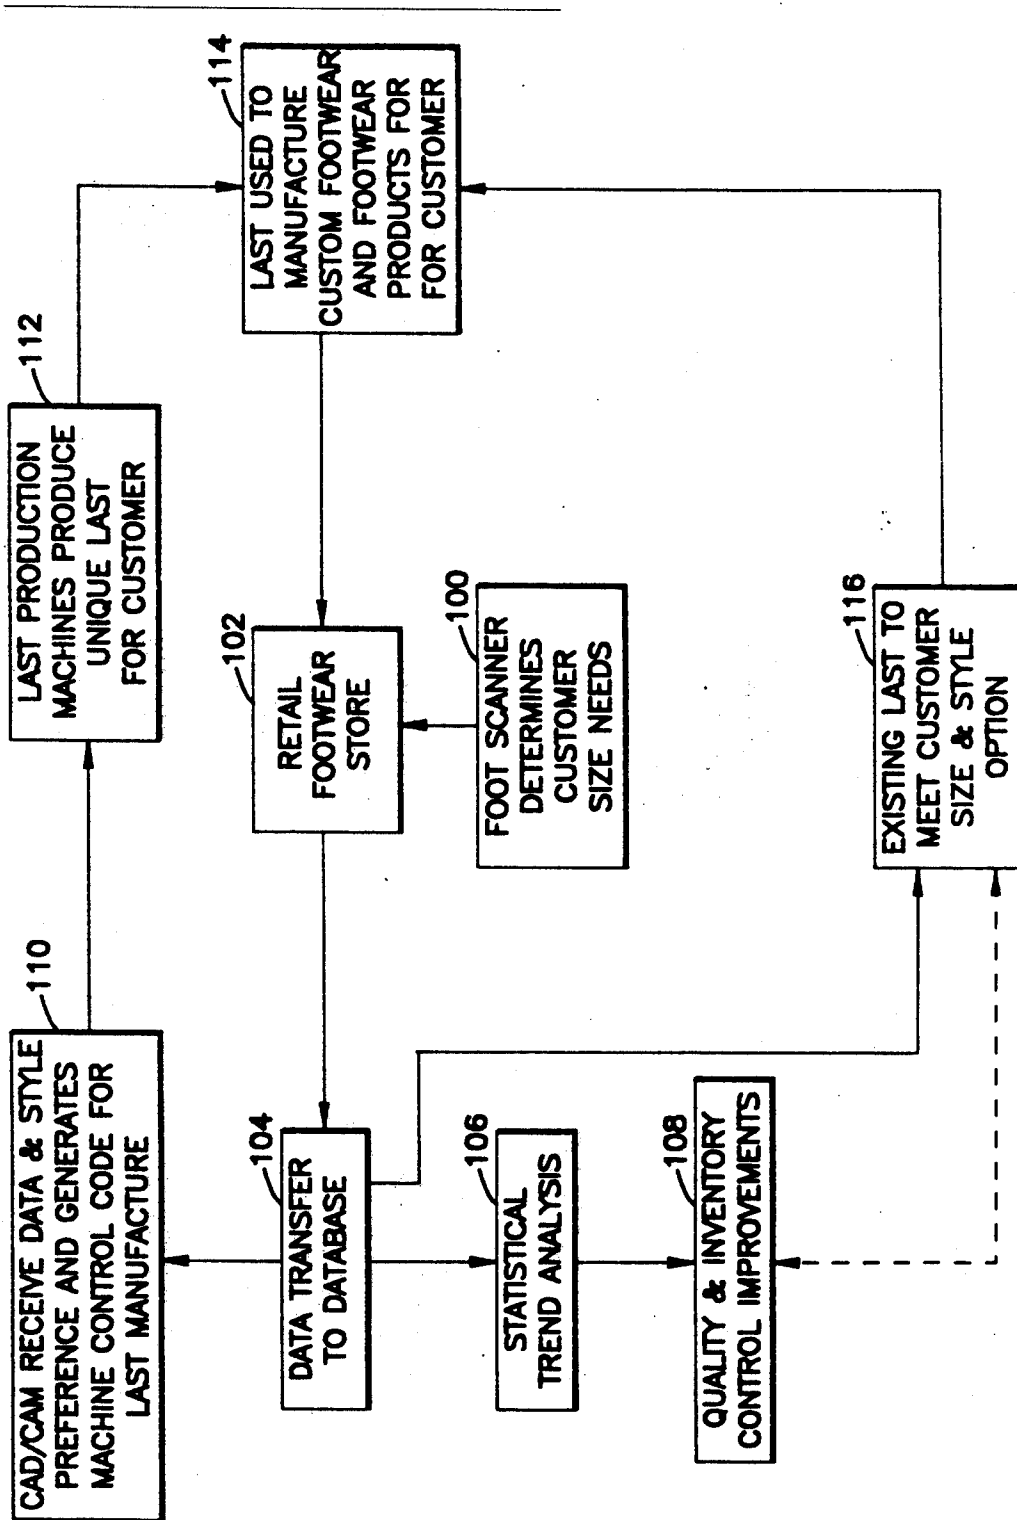 110
CAD/CAM RECEIVE DATA & STYLE
PREFERENCE AND GENERATES
MACHINE CONTROL CODE FOR
LAST MANUFACTURE
112
LAST PRODUCTION
MACHINES PRODUCE
UNIQUE LAST
FOR CUSTOMER
114
LAST USED TO
MANUFACTURE
CUSTOM FOOTWEAR
AND FOOTWEAR
PRODUCTS FOR
FOR CUSTOMER
104
DATA TRANSFER
TO DATABASE
102
RETAIL
FOOTWEAR
STORE
106
STATISTICAL
TREND ANALYSIS
100
FOOT SCANNER
DETERMINES
CUSTOMER
SIZE NEEDS
108
QUALITY & INVENTORY
CONTROL IMPROVEMENTS
116
EXISTING LAST TO
MEET CUSTOMER
SIZE & STYLE
OPTION